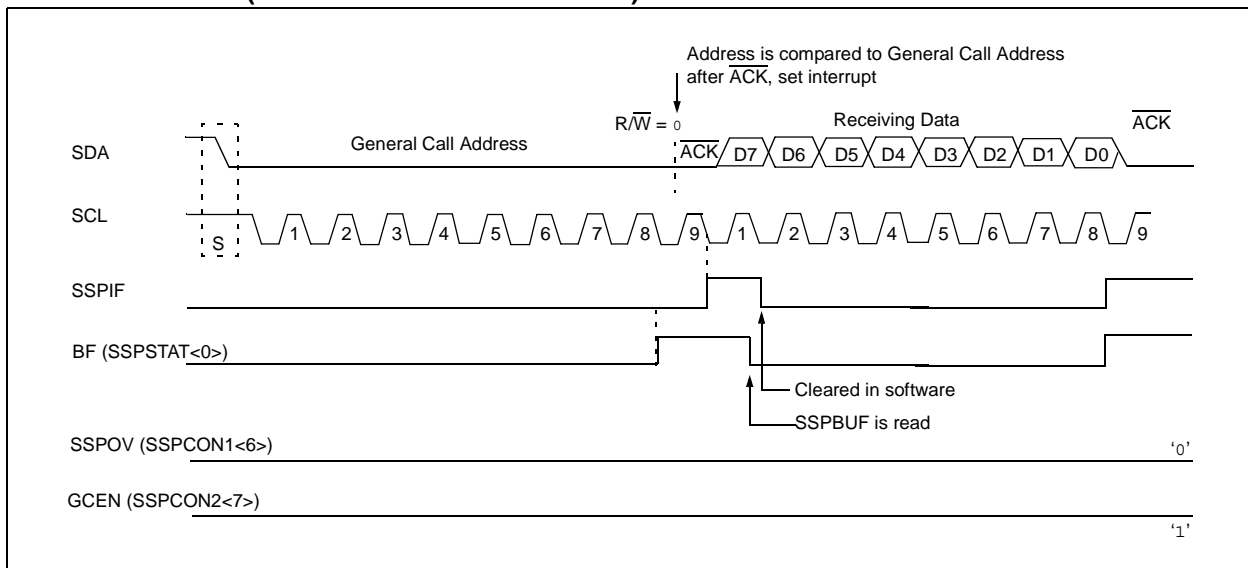 Address is compared to General Call Address
after ACK, set interrupt
R/W = 0
Receiving Data
ACK
SDA
General Call Address
ACK D7 D6 D5 D4 D3 D2 D1 D0
SCL
S
1 2 3 4 5 6 7 8 9 1 2 3 4 5 6 7 8 9
SSPIF
BF (SSPSTAT<0>)
Cleared in software
SSPBUF is read
SSPOV (SSPCON1<6>)
‘0’
GCEN (SSPCON2<7>)
‘1’